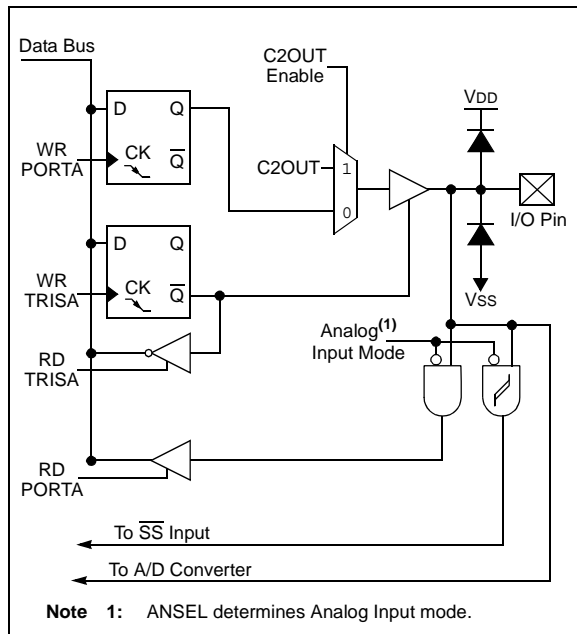 Data Bus
C2OUT
Enable
VDD
D Q
WR
PORTA
CK
Q
C2OUT
1
0
I/O Pin
D Q
WR
TRISA
CK
Q
VSS
Analog(1)
Input Mode
RD
TRISA
RD
PORTA
To SS Input
To A/D Converter
Note 1: ANSEL determines Analog Input mode.